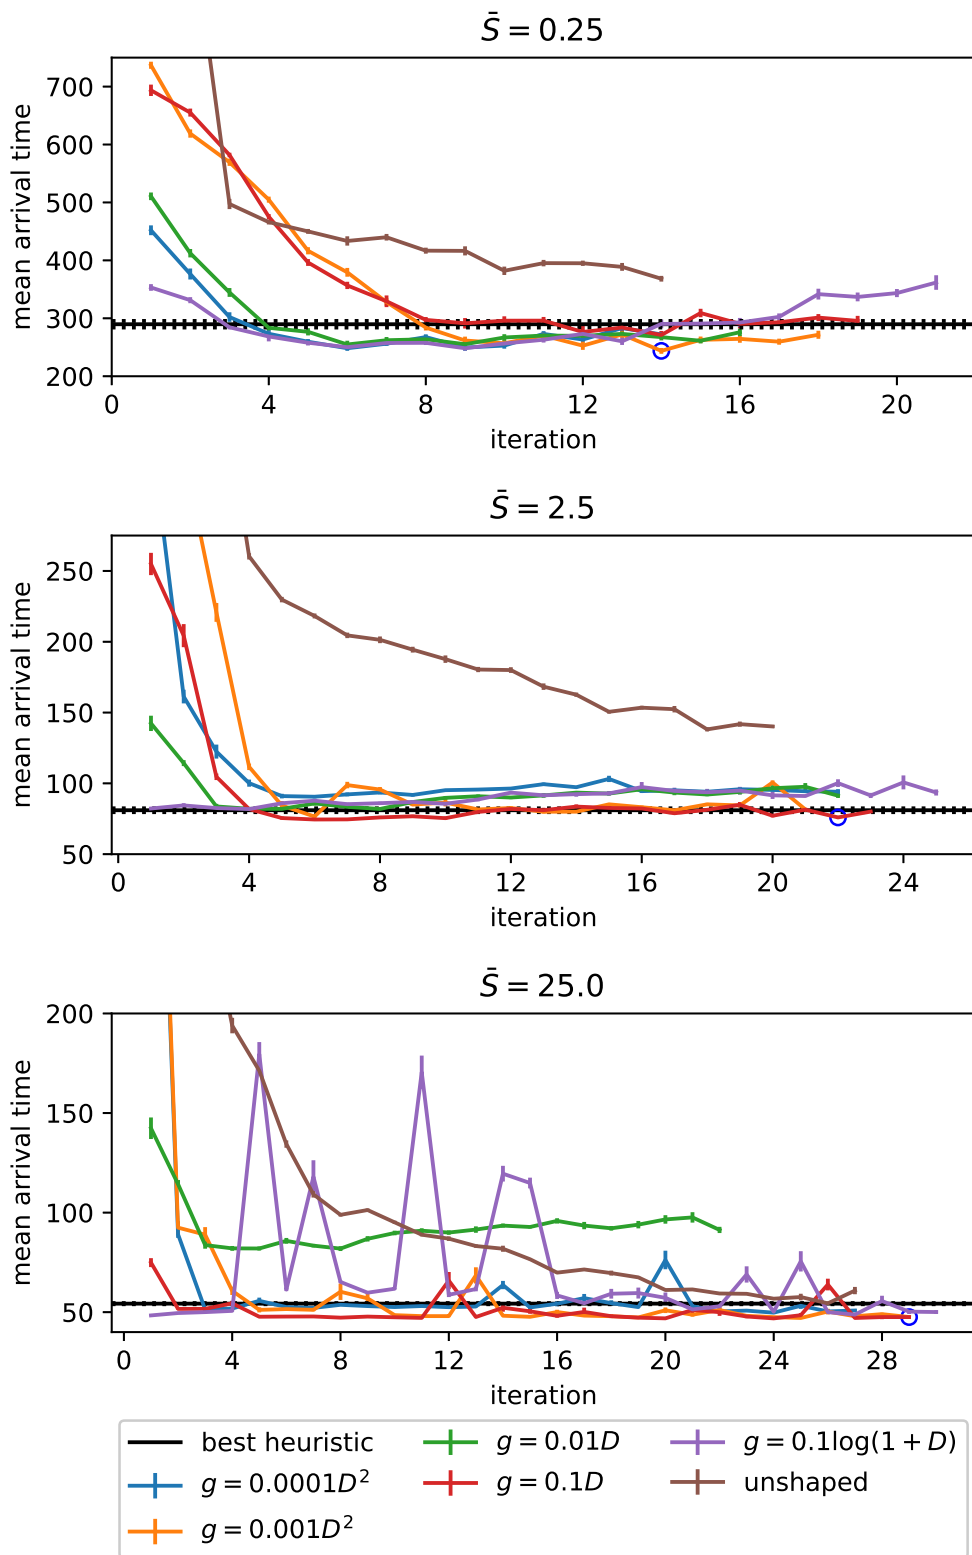 S̄ = 0.25
mean arrival time
700
600
500
400
300
200
0 4 8 12 16 20
iteration
S̄ = 2.5
mean arrival time
250
200
150
100
50
0 4 8 12 16 20 24
iteration
S̄ = 25.0
mean arrival time
200
150
100
50
0 4 8 12 16 20 24 28
iteration
best heuristic
g = 0.0001D²
g = 0.001D²
g = 0.01D
g = 0.1D
g = 0.1log(1 + D)
unshaped